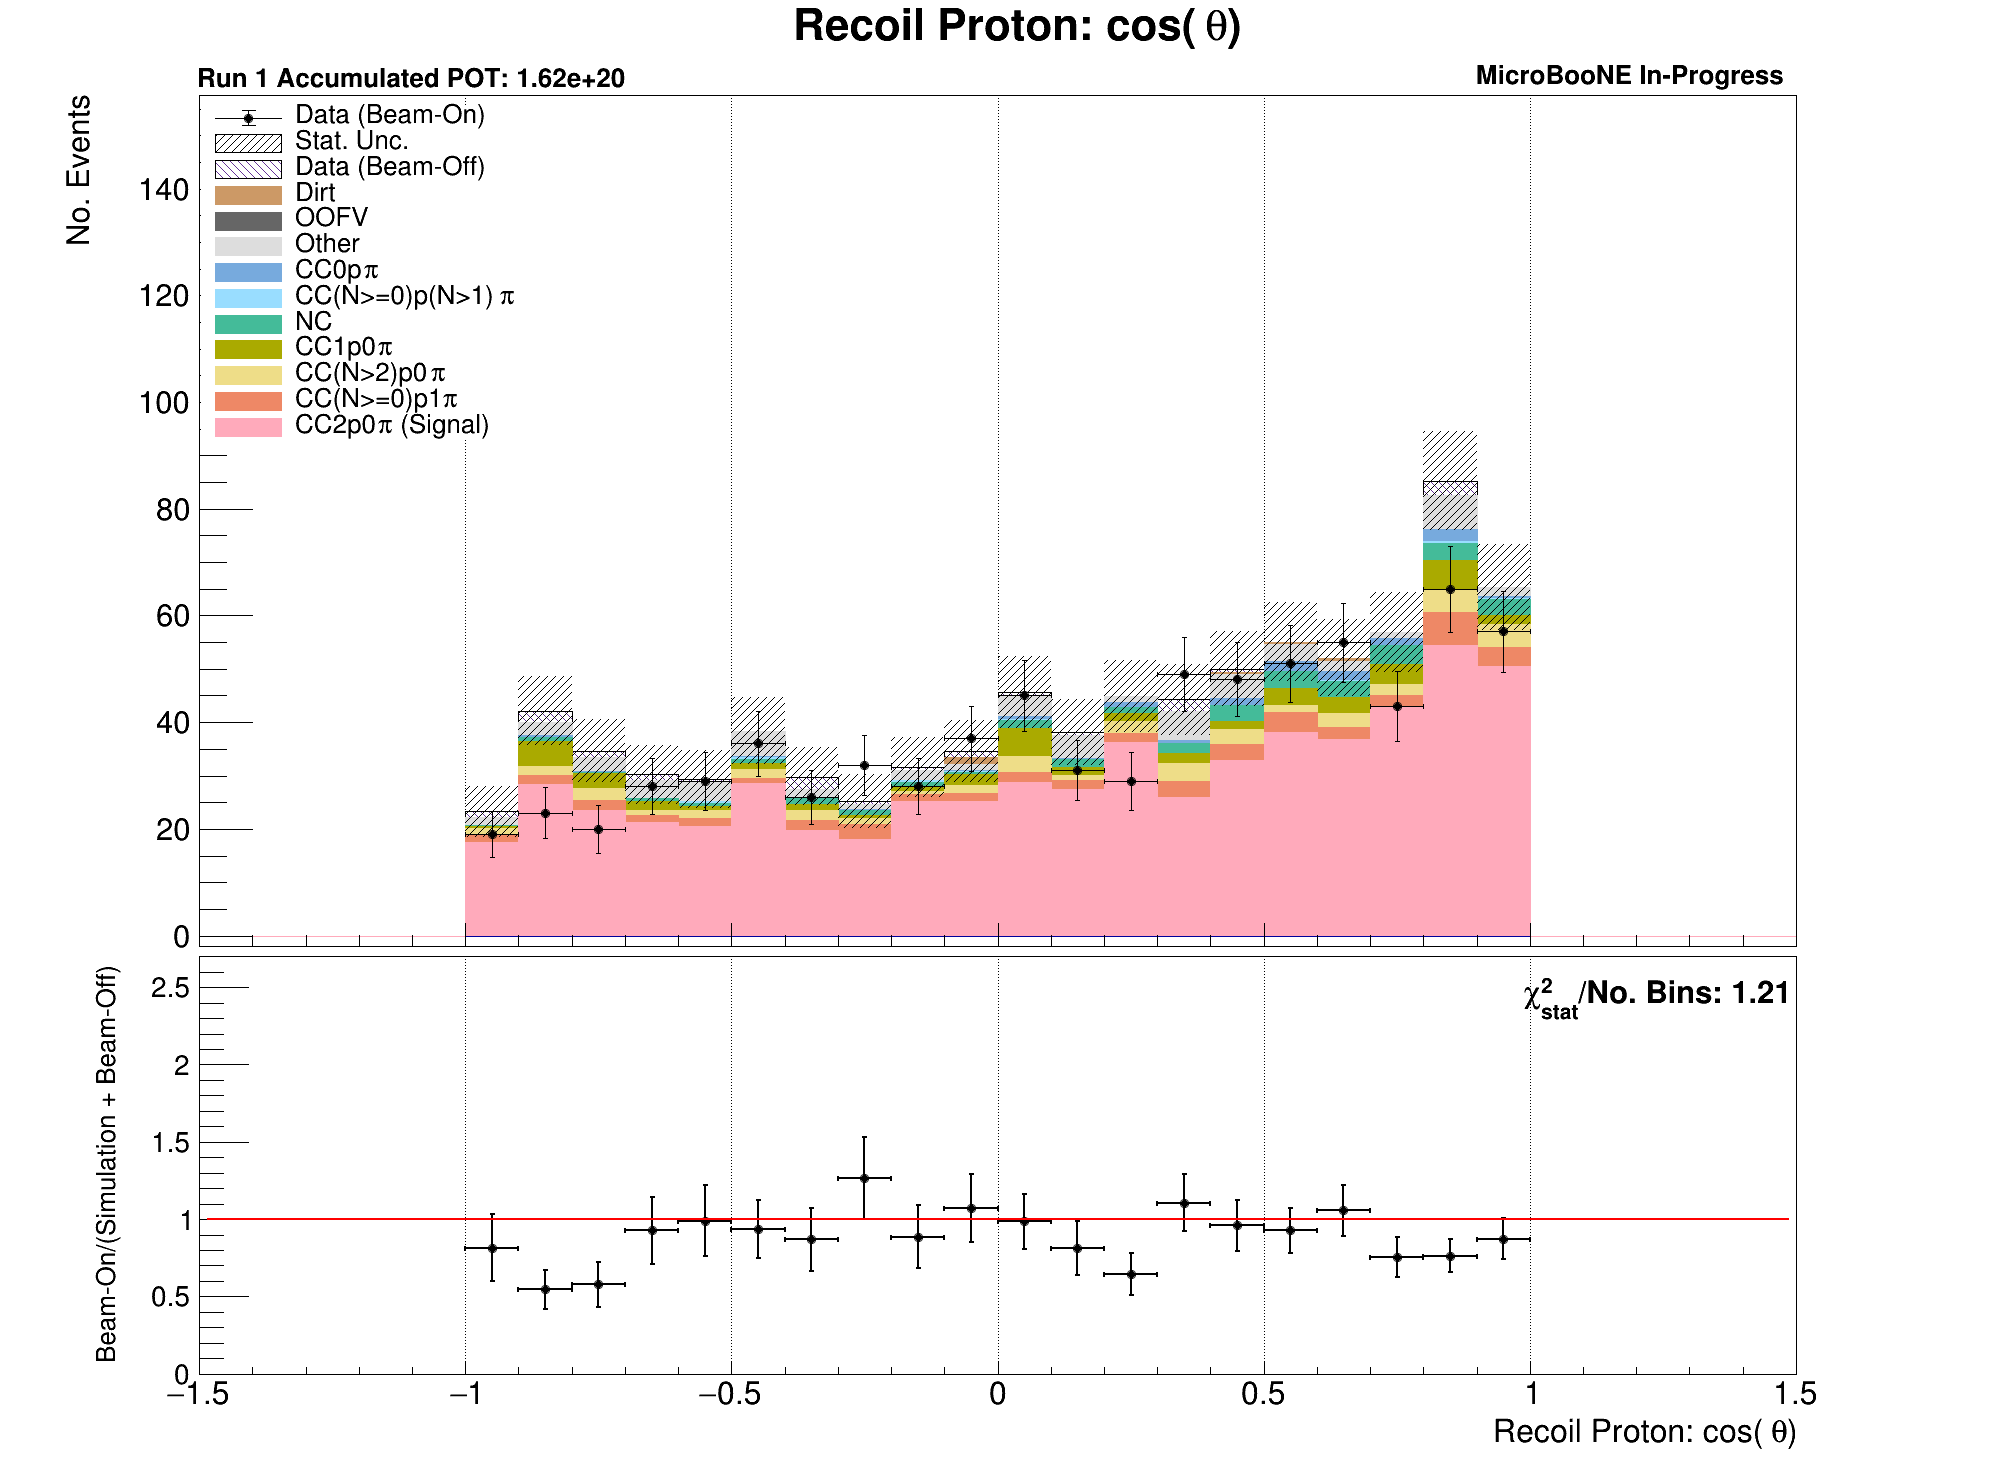 Recoil Proton: cos( θ)
Run 1 Accumulated POT: 1.62e+20
MicroBooNE In-Progress
No. Events
Data (Beam-On)
Stat. Unc.
Data (Beam-Off)
Dirt
OOFV
Other
CC0pπ
CC(N>=0)p(N>1) π
NC
CC1p0π
CC(N>2)p0π
CC(N>=0)p1π
CC2p0π (Signal)
140
120
100
80
60
40
20
0
Beam-On/(Simulation + Beam-Off)
χ²stat/No. Bins: 1.21
2.5
2
1.5
1
0.5
0
−1.5 −1 −0.5 0 0.5 1 1.5
Recoil Proton: cos( θ)